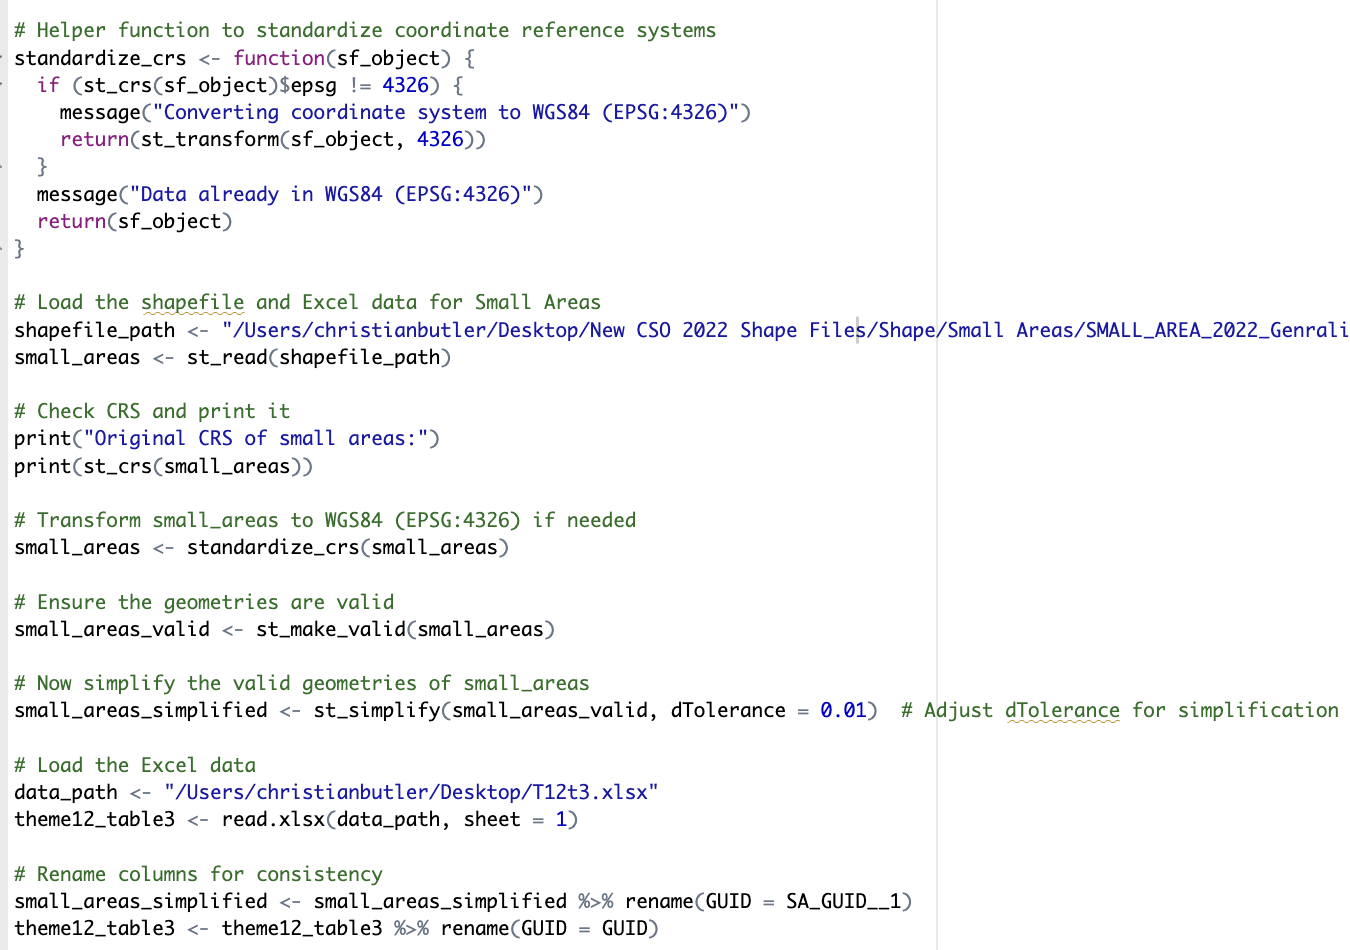 # Helper function to standardize coordinate reference systems
standardize_crs <- function(sf_object) {
  if (st_crs(sf_object)$epsg != 4326) {
    message("Converting coordinate system to WGS84 (EPSG:4326)")
    return(st_transform(sf_object, 4326))
  }
  message("Data already in WGS84 (EPSG:4326)")
  return(sf_object)
}

# Load the shapefile and Excel data for Small Areas
shapefile_path <- "/Users/christianbutler/Desktop/New CSO 2022 Shape Files/Shape/Small Areas/SMALL_AREA_2022_Genrali
small_areas <- st_read(shapefile_path)

# Check CRS and print it
print("Original CRS of small areas:")
print(st_crs(small_areas))

# Transform small_areas to WGS84 (EPSG:4326) if needed
small_areas <- standardize_crs(small_areas)

# Ensure the geometries are valid
small_areas_valid <- st_make_valid(small_areas)

# Now simplify the valid geometries of small_areas
small_areas_simplified <- st_simplify(small_areas_valid, dTolerance = 0.01)  # Adjust dTolerance for simplification

# Load the Excel data
data_path <- "/Users/christianbutler/Desktop/T12t3.xlsx"
theme12_table3 <- read.xlsx(data_path, sheet = 1)

# Rename columns for consistency
small_areas_simplified <- small_areas_simplified %>% rename(GUID = SA_GUID__1)
theme12_table3 <- theme12_table3 %>% rename(GUID = GUID)